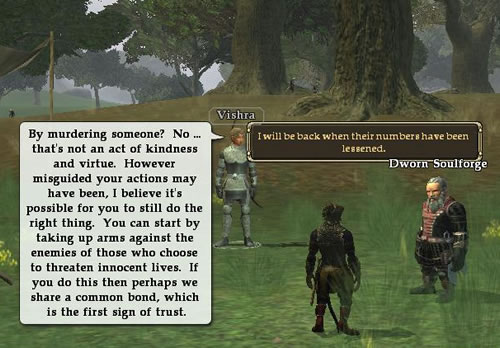 Vishra
By murdering someone? No ...
that's not an act of kindness
and virtue. However
misguided your actions may
have been, I believe it's
possible for you to still do the
right thing. You can start by
taking up arms against the
enemies of those who choose
to threaten innocent lives. If
you do this then perhaps we
share a common bond, which
is the first sign of trust.
I will be back when their numbers have been
lessened.
Dworn Soulforge